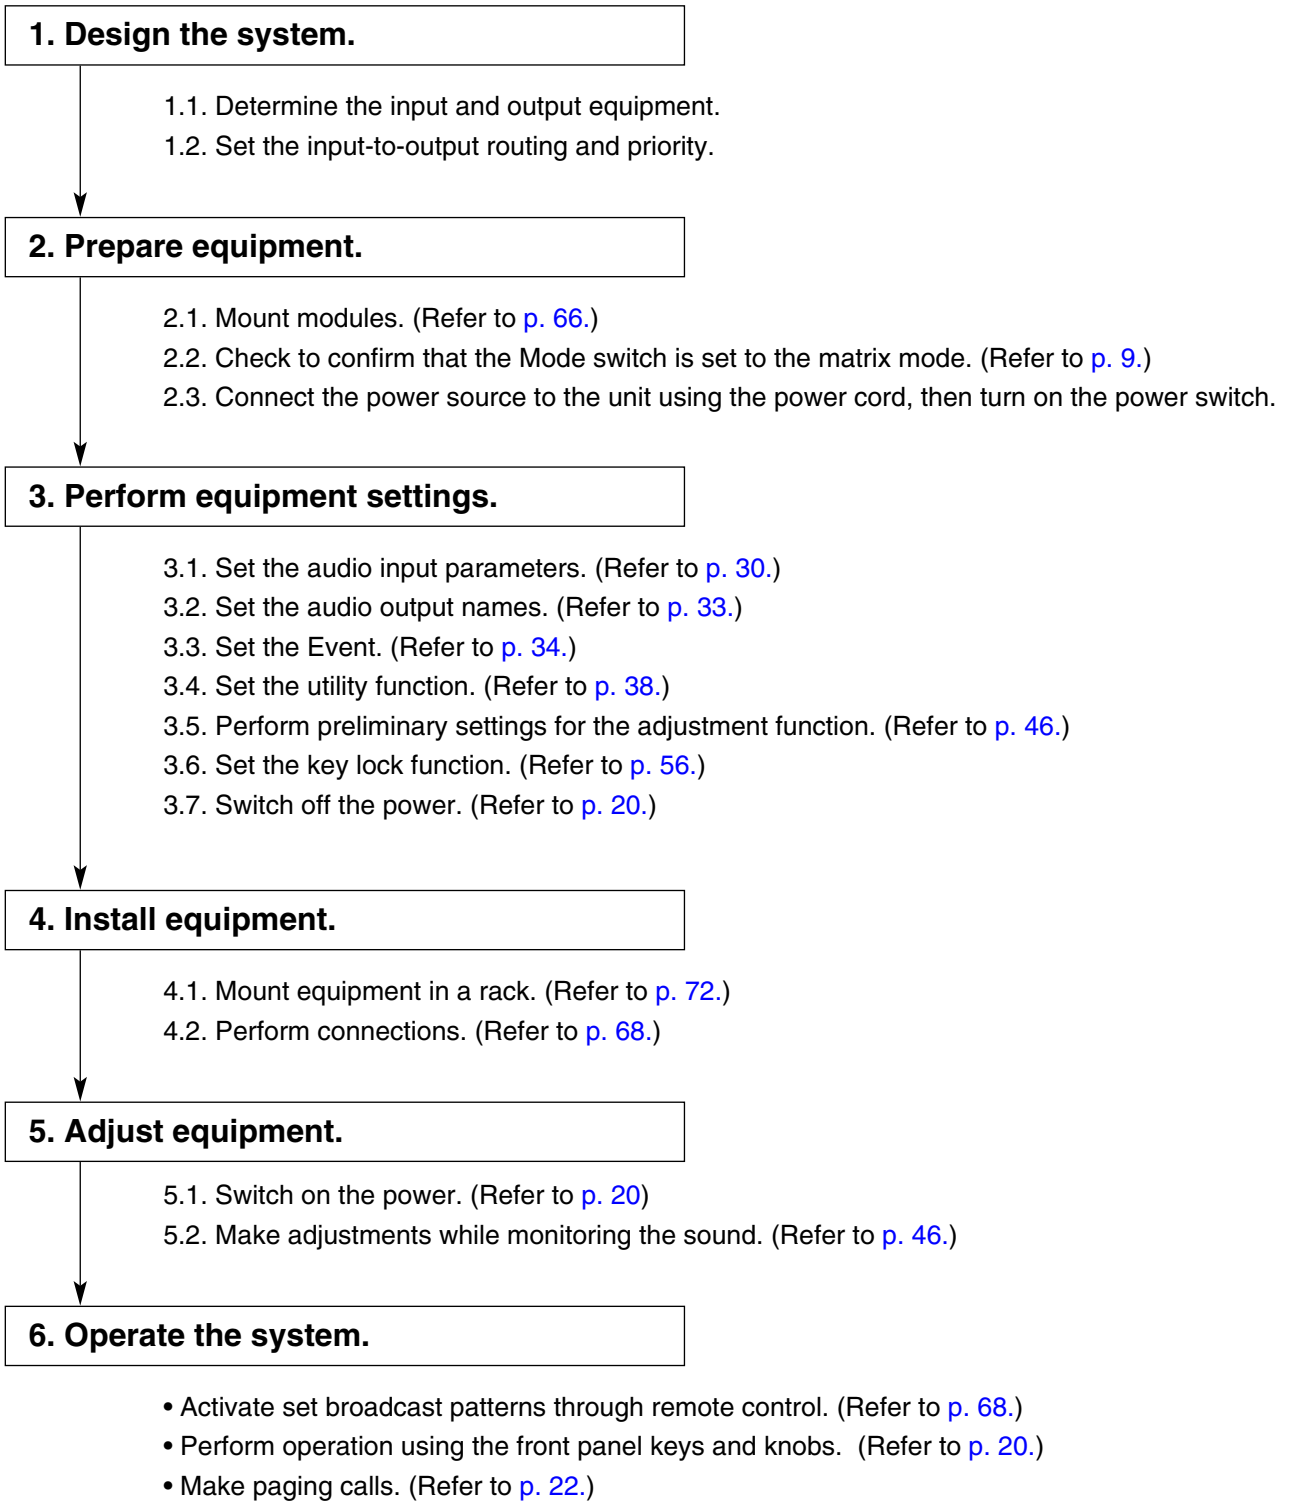 1. Design the system.
1.1. Determine the input and output equipment.
1.2. Set the input-to-output routing and priority.
2. Prepare equipment.
2.1. Mount modules. (Refer to p. 66.)
2.2. Check to confirm that the Mode switch is set to the matrix mode. (Refer to p. 9.)
2.3. Connect the power source to the unit using the power cord, then turn on the power switch.
3. Perform equipment settings.
3.1. Set the audio input parameters. (Refer to p. 30.)
3.2. Set the audio output names. (Refer to p. 33.)
3.3. Set the Event. (Refer to p. 34.)
3.4. Set the utility function. (Refer to p. 38.)
3.5. Perform preliminary settings for the adjustment function. (Refer to p. 46.)
3.6. Set the key lock function. (Refer to p. 56.)
3.7. Switch off the power. (Refer to p. 20.)
4. Install equipment.
4.1. Mount equipment in a rack. (Refer to p. 72.)
4.2. Perform connections. (Refer to p. 68.)
5. Adjust equipment.
5.1. Switch on the power. (Refer to p. 20)
5.2. Make adjustments while monitoring the sound. (Refer to p. 46.)
6. Operate the system.
• Activate set broadcast patterns through remote control. (Refer to p. 68.)
• Perform operation using the front panel keys and knobs.  (Refer to p. 20.)
• Make paging calls. (Refer to p. 22.)